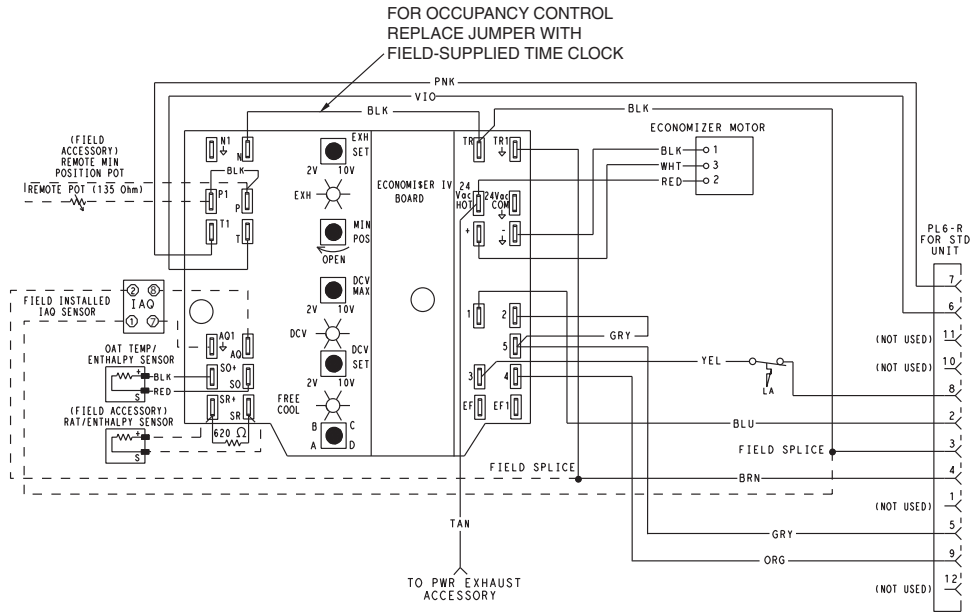 FOR OCCUPANCY CONTROL
REPLACE JUMPER WITH
FIELD-SUPPLIED TIME CLOCK
PNK
VIO
BLK
BLK
(FIELD
ACCESSORY)
REMOTE MIN
POSITION POT
REMOTE POT (135 Ohm)
N1
N
BLK
P1
P
T1
T
EXH
SET
2V 10V
EXH
MIN
POS
OPEN
DCV
MAX
2V 10V
DCV
DCV
SET
2V 10V
FREE
COOL
B C
A D
ECONOMI$ER IV
BOARD
TR TR1
24
Vac
HOT
24Vac
COM
+ -
1 2
5
3 4
EF EF1
ECONOMIZER MOTOR
BLK 1
WHT 3
RED 2
FIELD INSTALLED
IAQ SENSOR
2 8
IAQ
1 7
AQ1
AQ
OAT TEMP/
ENTHALPY SENSOR
+
S
BLK
RED
SO+
SO
(FIELD ACCESSORY)
RAT/ENTHALPY SENSOR
+
S
SR+
SR
620 Ω
GRY
YEL
LA
BLU
FIELD SPLICE
FIELD SPLICE
BRN
TAN
GRY
ORG
TO PWR EXHAUST
ACCESSORY
PL6-R
FOR STD
UNIT
7
6
(NOT USED) 11
(NOT USED) 10
8
2
3
4
(NOT USED) 1
5
9
(NOT USED) 12